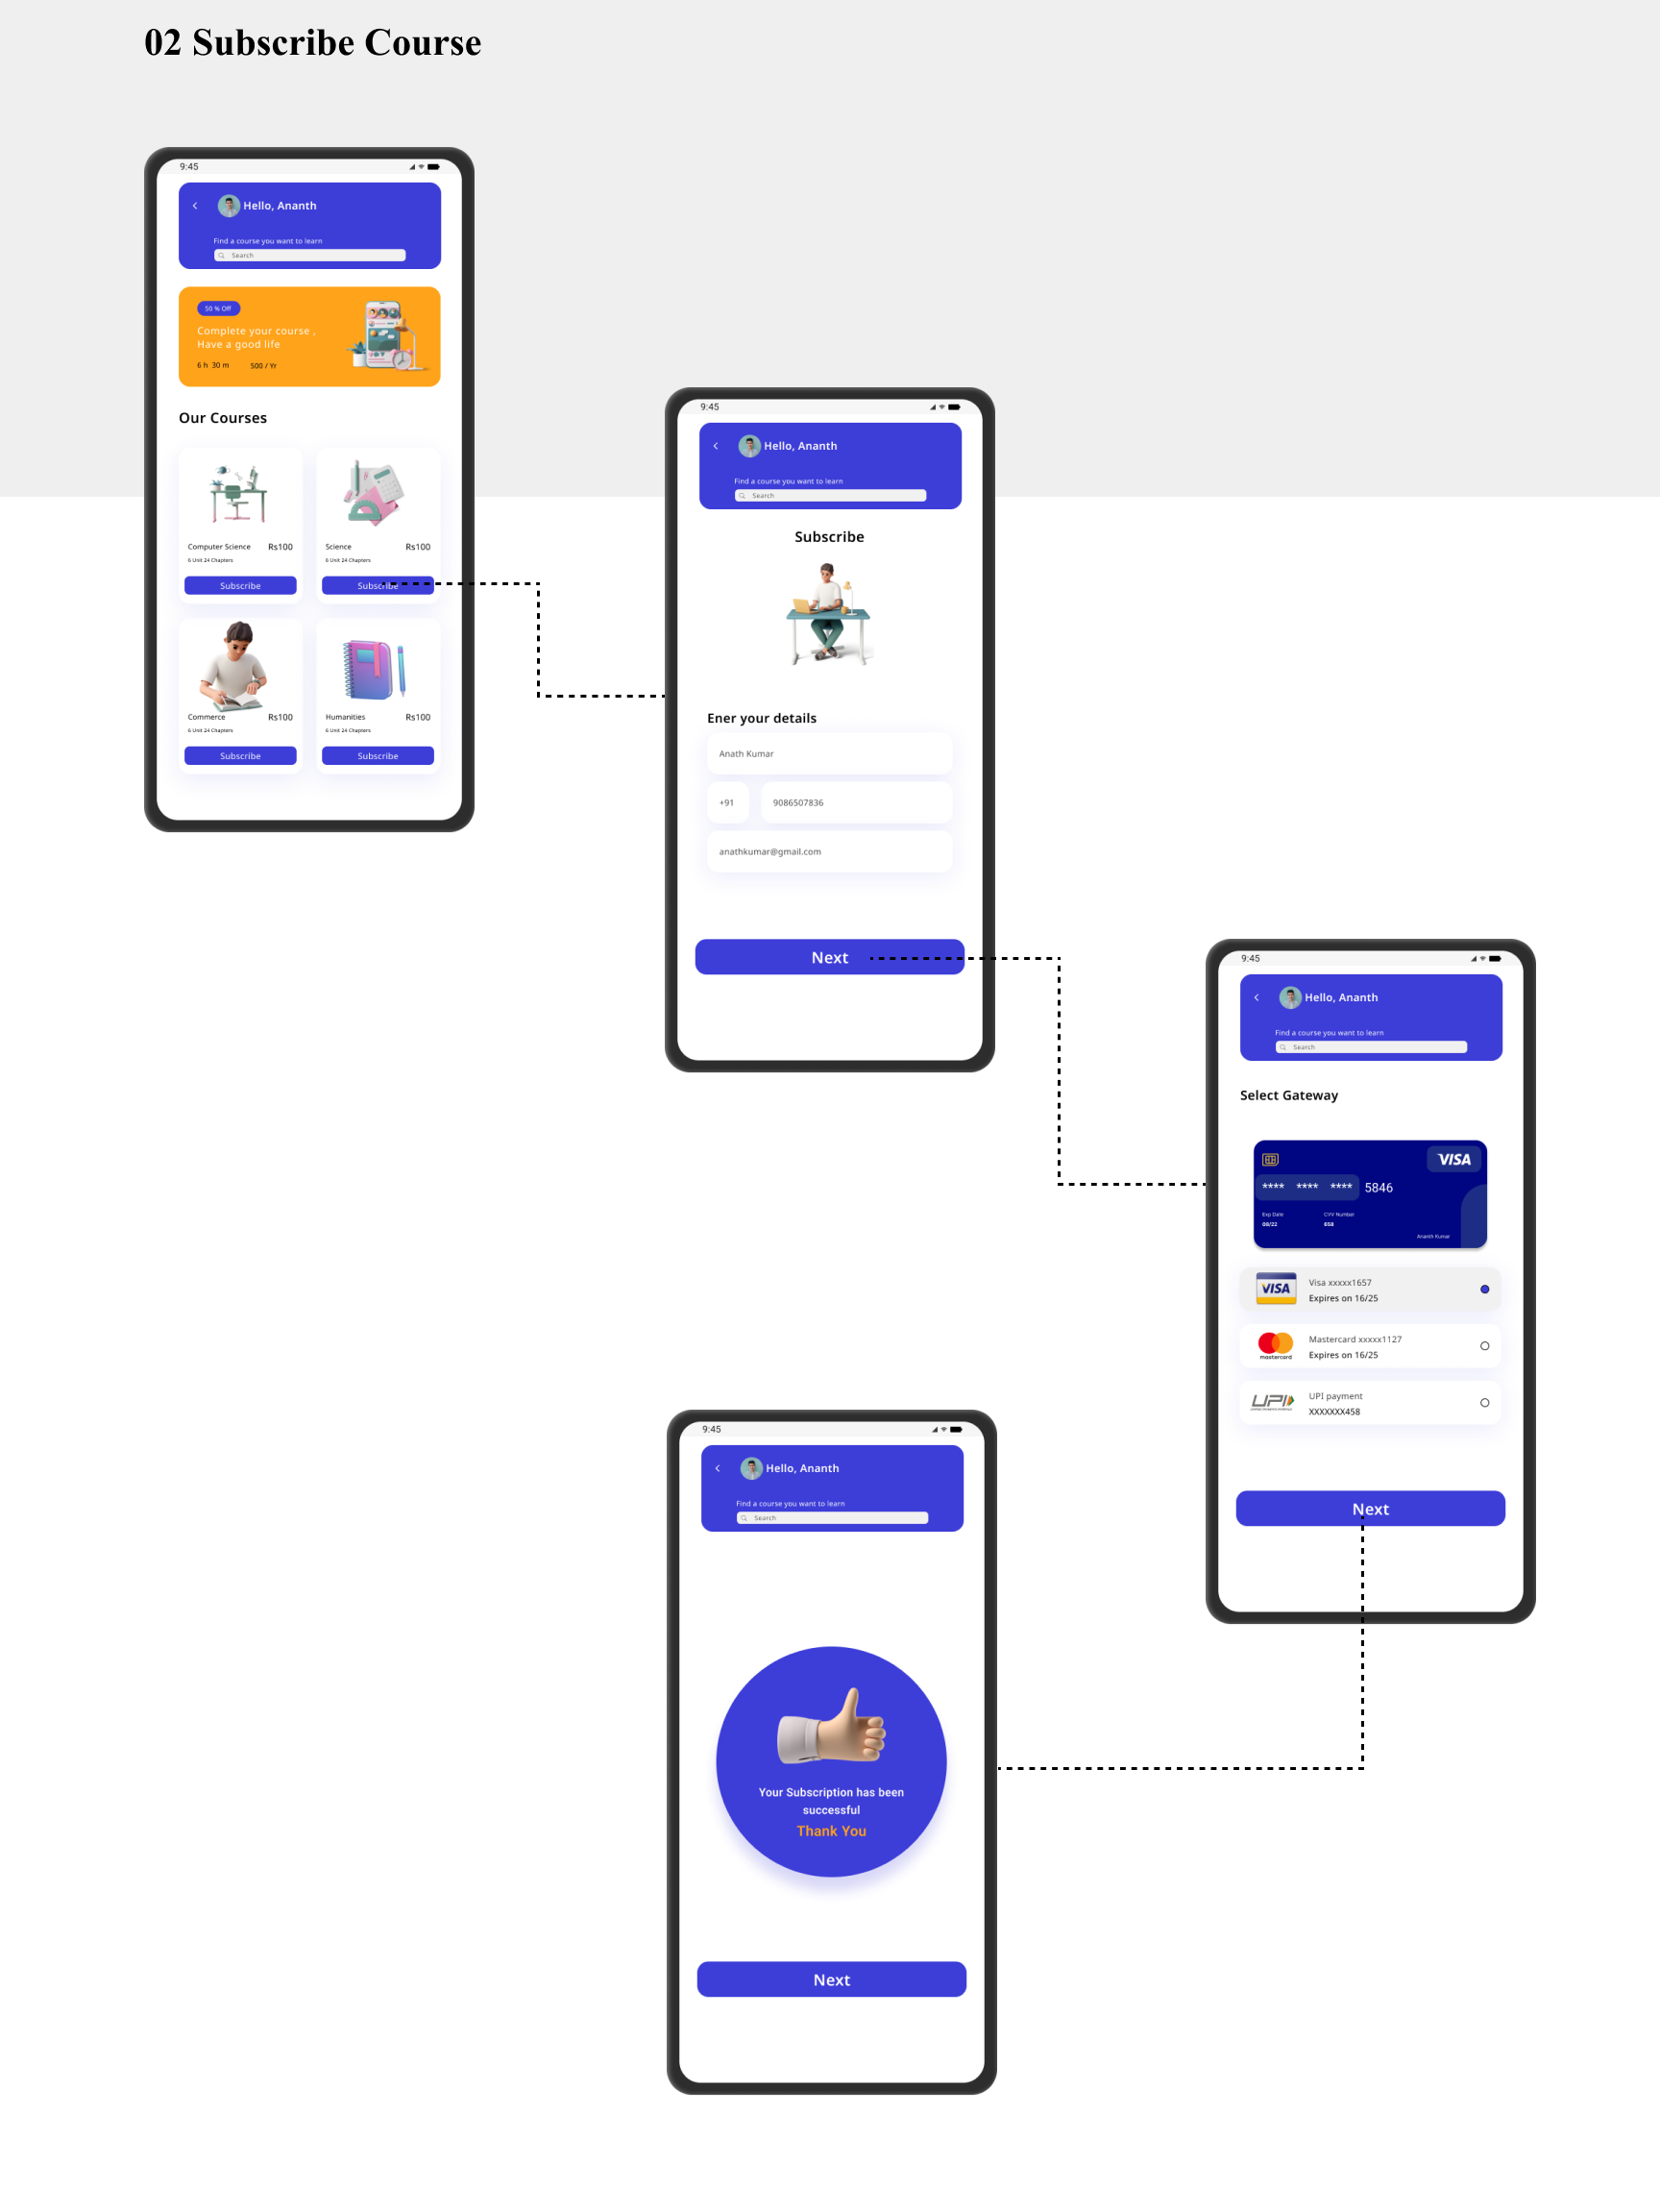 02 Subscribe Course
9:45
Hello, Ananth
Find a course you want to learn
Search
50 % Off
Complete your course ,
Have a good life
6 h 30 m 500 / Yr
Our Courses
Computer Science Rs100
6 Unit 24 Chapters
Subscribe
Science Rs100
6 Unit 24 Chapters
Subscribe
Commerce Rs100
6 Unit 24 Chapters
Subscribe
Humanities Rs100
6 Unit 24 Chapters
Subscribe
9:45
Hello, Ananth
Find a course you want to learn
Search
Subscribe
Ener your details
Anath Kumar
+91 9086507836
anathkumar@gmail.com
Next
9:45
Hello, Ananth
Find a course you want to learn
Search
Select Gateway
VISA
**** **** **** 5846
Exp Date CVV Number
08/22 658
Ananth Kumar
VISA
Visa xxxxx1657
Expires on 16/25
mastercard
Mastercard xxxxx1127
Expires on 16/25
UPI
UPI payment
XXXXXXX458
Next
9:45
Hello, Ananth
Find a course you want to learn
Search
Your Subscription has been
successful
Thank You
Next